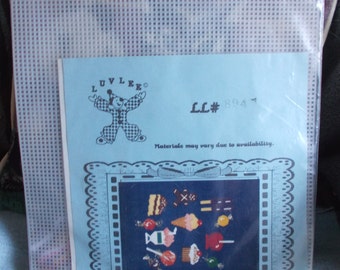 LUVLEE©
LL#
Materials may vary due to availability.